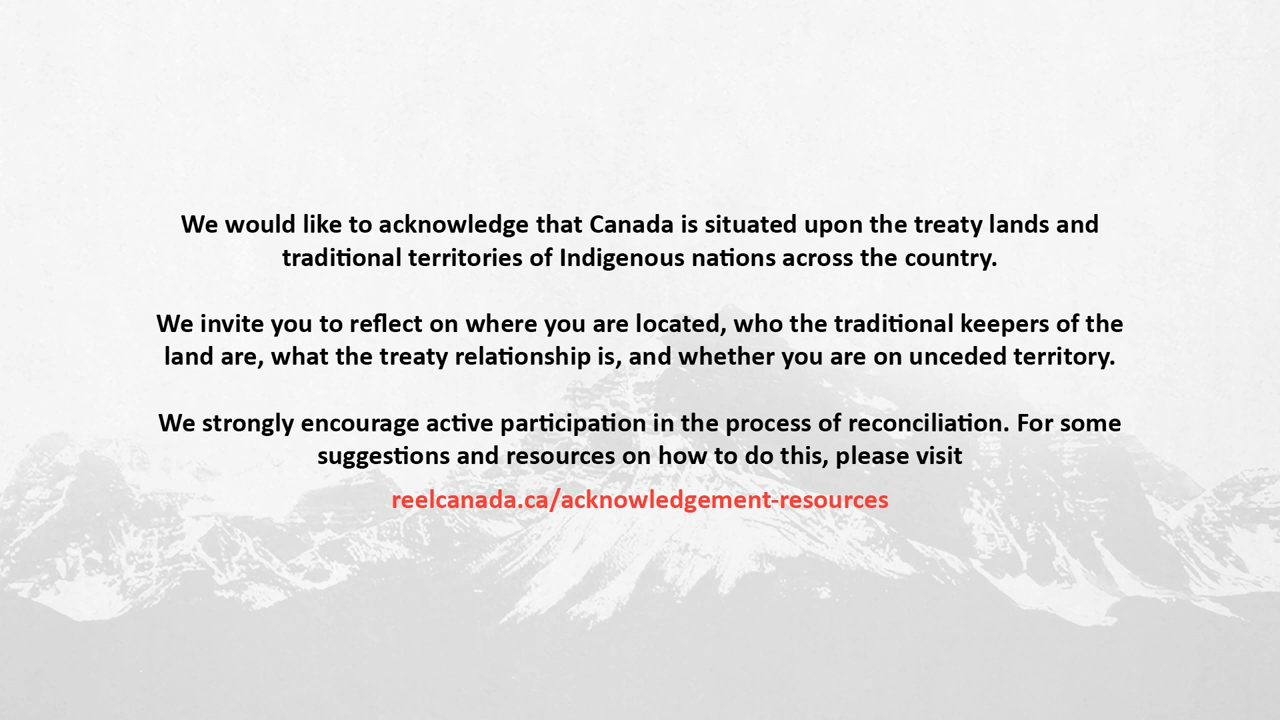 We would like to acknowledge that Canada is situated upon the treaty lands and
traditional territories of Indigenous nations across the country.
We invite you to reflect on where you are located, who the traditional keepers of the
land are, what the treaty relationship is, and whether you are on unceded territory.
We strongly encourage active participation in the process of reconciliation. For some
suggestions and resources on how to do this, please visit
reelcanada.ca/acknowledgement-resources